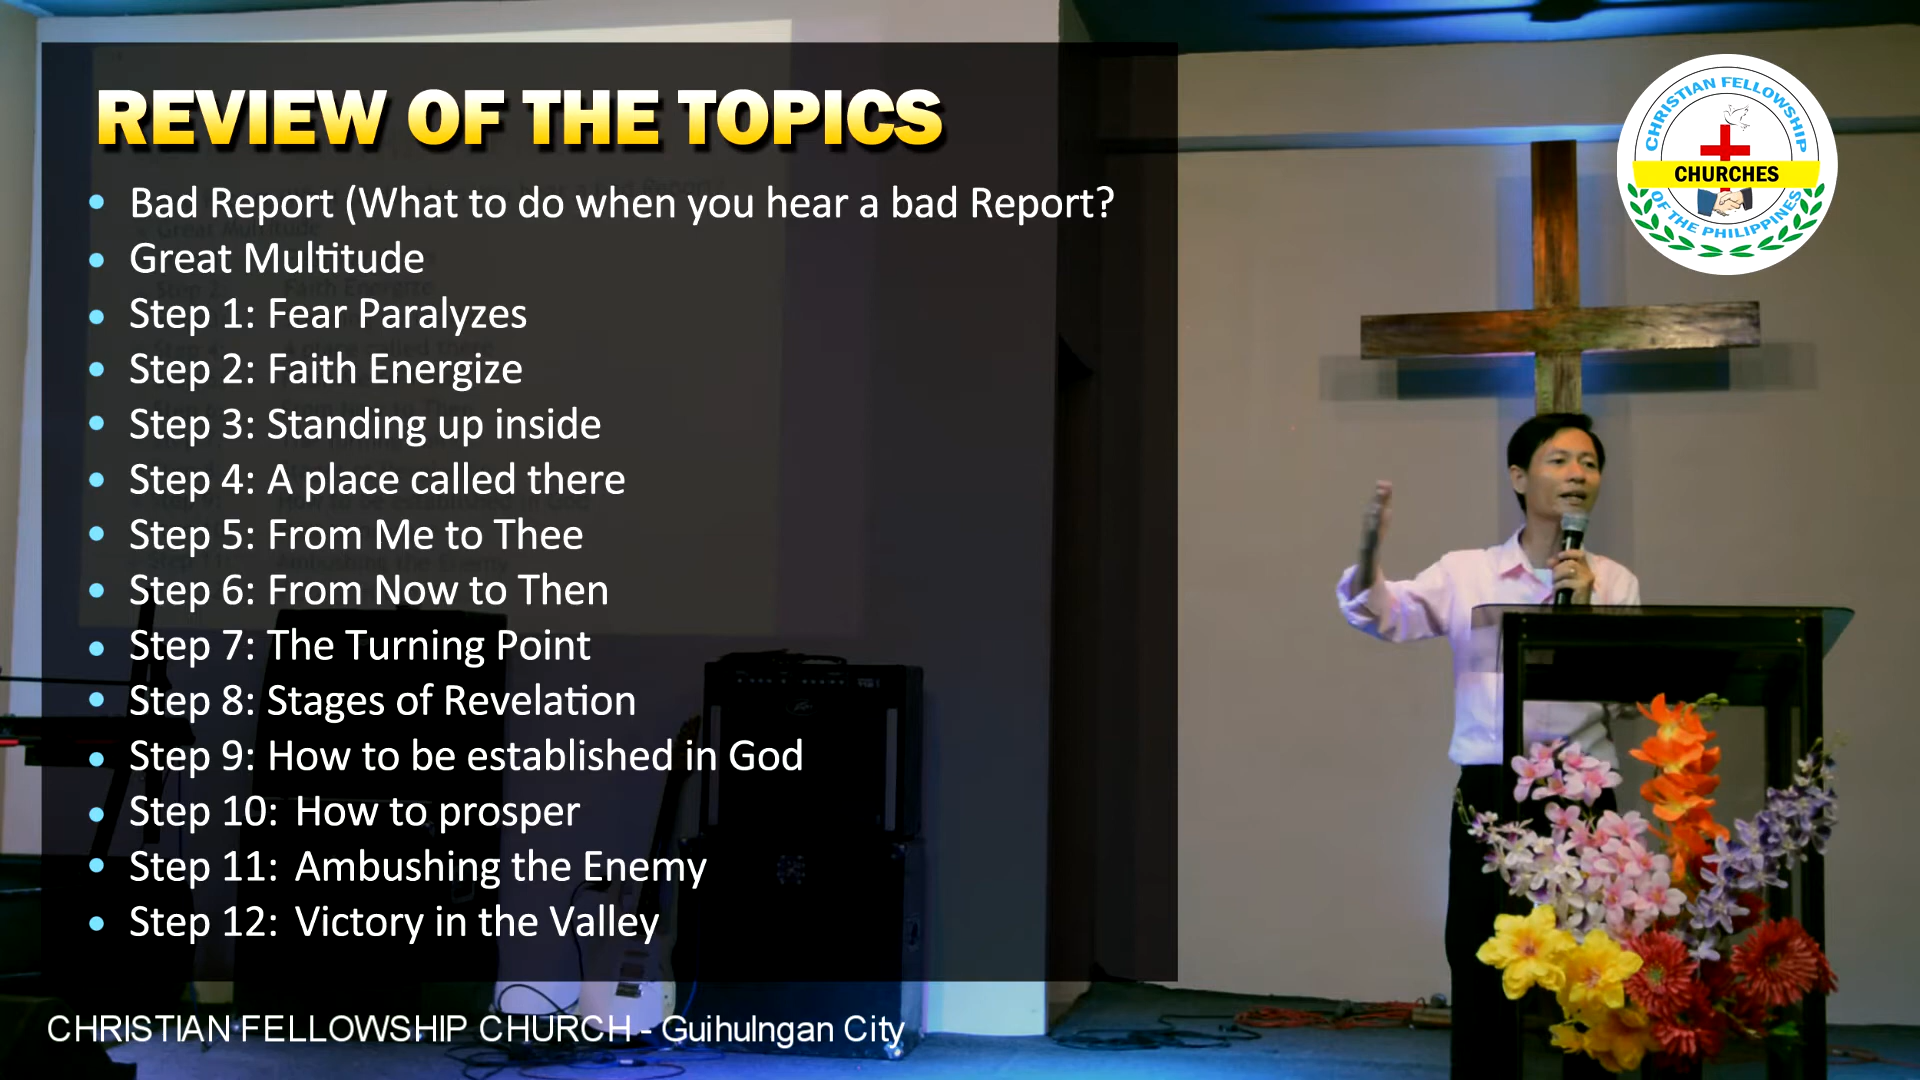 REVIEW OF THE TOPICS
• Bad Report (What to do when you hear a bad Report?
• Great Multitude
• Step 1: Fear Paralyzes
• Step 2: Faith Energize
• Step 3: Standing up inside
• Step 4: A place called there
• Step 5: From Me to Thee
• Step 6: From Now to Then
• Step 7: The Turning Point
• Step 8: Stages of Revelation
• Step 9: How to be established in God
• Step 10: How to prosper
• Step 11: Ambushing the Enemy
• Step 12: Victory in the Valley
CHRISTIAN FELLOWSHIP CHURCH - Guihulngan City
CHRISTIAN FELLOWSHIP
CHURCHES
OF THE PHILIPPINES